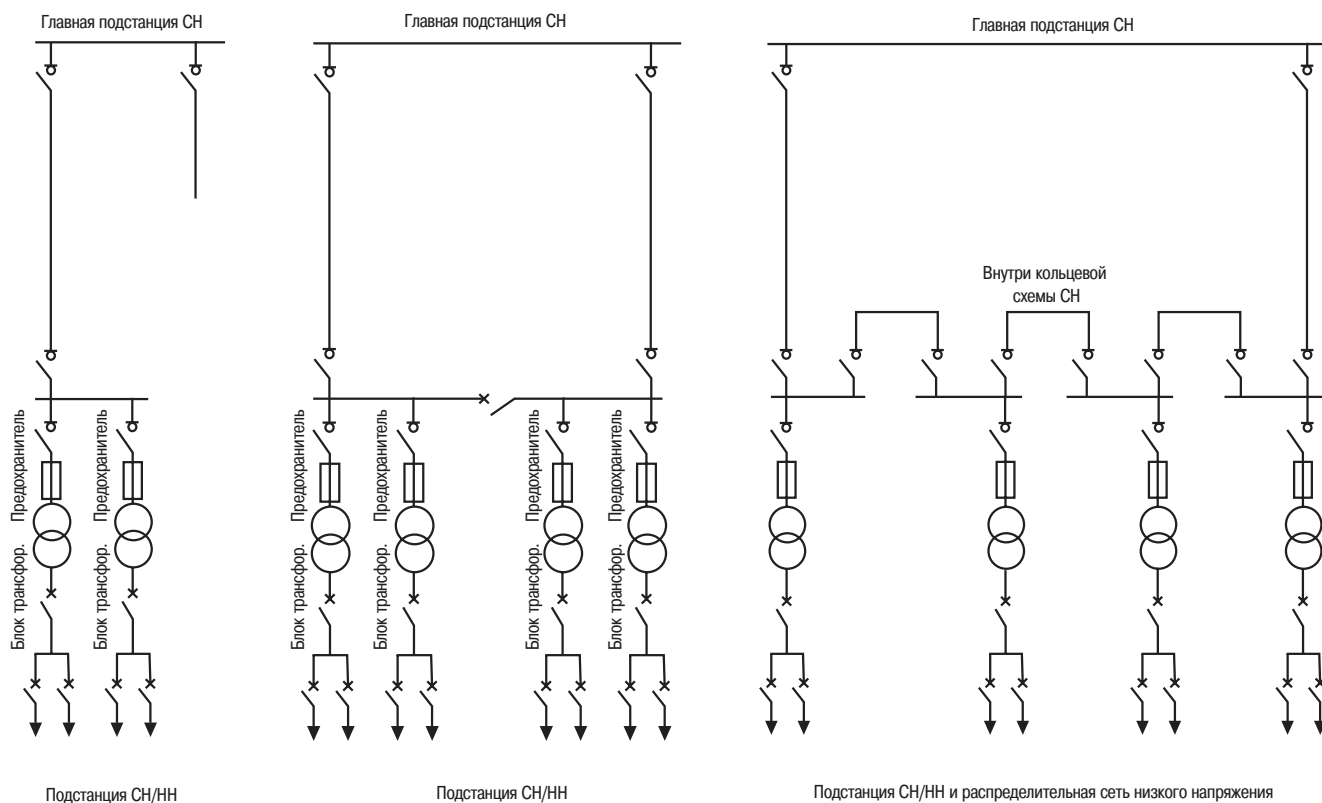 Главная подстанция СН
Главная подстанция СН
Главная подстанция СН
Внутри кольцевой
схемы СН
Предохранитель
Предохранитель
Предохранитель
Предохранитель
Предохранитель
Предохранитель
Блок трансфор.
Блок трансфор.
Блок трансфор.
Блок трансфор.
Блок трансфор.
Блок трансфор.
Подстанция СН/НН
Подстанция СН/НН
Подстанция СН/НН и распределительная сеть низкого напряжения